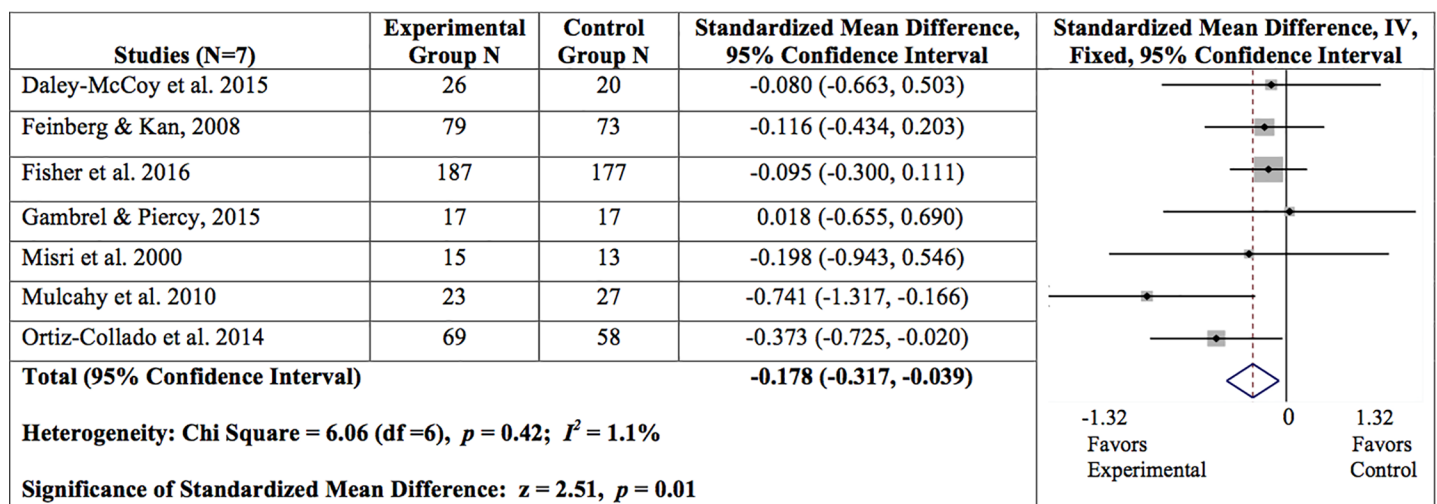 Studies (N=7) Experimental Group N Control Group N Standardized Mean Difference, 95% Confidence Interval Standardized Mean Difference, IV, Fixed, 95% Confidence Interval
Daley-McCoy et al. 2015 26 20 -0.080 (-0.663, 0.503)
Feinberg & Kan, 2008 79 73 -0.116 (-0.434, 0.203)
Fisher et al. 2016 187 177 -0.095 (-0.300, 0.111)
Gambrel & Piercy, 2015 17 17 0.018 (-0.655, 0.690)
Misri et al. 2000 15 13 -0.198 (-0.943, 0.546)
Mulcahy et al. 2010 23 27 -0.741 (-1.317, -0.166)
Ortiz-Collado et al. 2014 69 58 -0.373 (-0.725, -0.020)
Total (95% Confidence Interval) -0.178 (-0.317, -0.039)
Heterogeneity: Chi Square = 6.06 (df =6), p = 0.42; I² = 1.1%
Significance of Standardized Mean Difference: z = 2.51, p = 0.01
-1.32 0 1.32
Favors Favors
Experimental Control